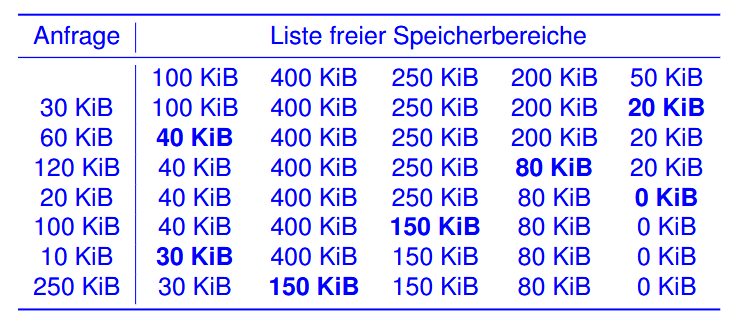 Anfrage Liste freier Speicherbereiche
100 KiB 400 KiB 250 KiB 200 KiB 50 KiB
30 KiB 100 KiB 400 KiB 250 KiB 200 KiB 20 KiB
60 KiB 40 KiB 400 KiB 250 KiB 200 KiB 20 KiB
120 KiB 40 KiB 400 KiB 250 KiB 80 KiB 20 KiB
20 KiB 40 KiB 400 KiB 250 KiB 80 KiB 0 KiB
100 KiB 40 KiB 400 KiB 150 KiB 80 KiB 0 KiB
10 KiB 30 KiB 400 KiB 150 KiB 80 KiB 0 KiB
250 KiB 30 KiB 150 KiB 150 KiB 80 KiB 0 KiB